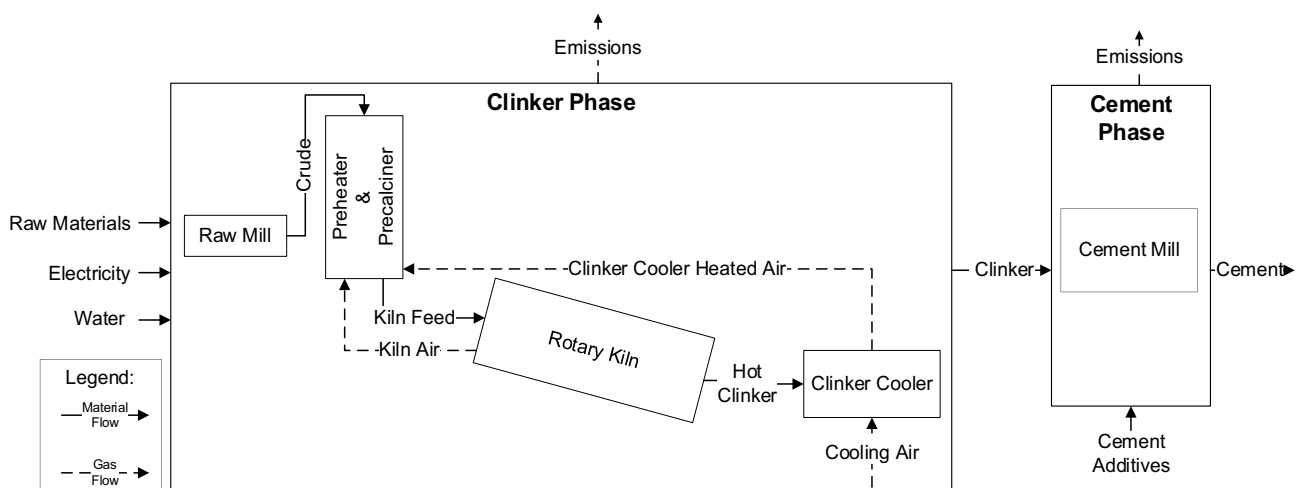 Emissions
Emissions
Clinker Phase
Cement
Phase
Crude
Preheater
&
Precalciner
Raw Materials
Raw Mill
Cement Mill
Electricity
Clinker Cooler Heated Air
Clinker
Cement
Water
Kiln Feed
Kiln Air
Rotary Kiln
Hot
Clinker
Clinker Cooler
Legend:
Material
Flow
Gas
Flow
Cooling Air
Cement
Additives